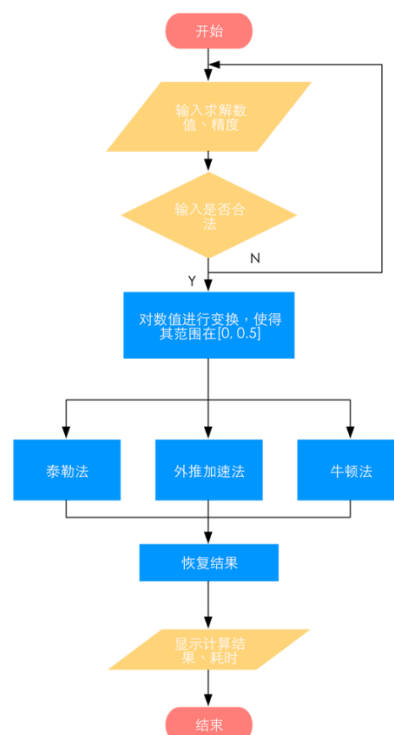 开始
输入求解数
值、精度
输入是否合
法
N
Y
对数值进行变换，使得
其范围在[0, 0.5]
泰勒法
外推加速法
牛顿法
恢复结果
显示计算结
果、耗时
结束